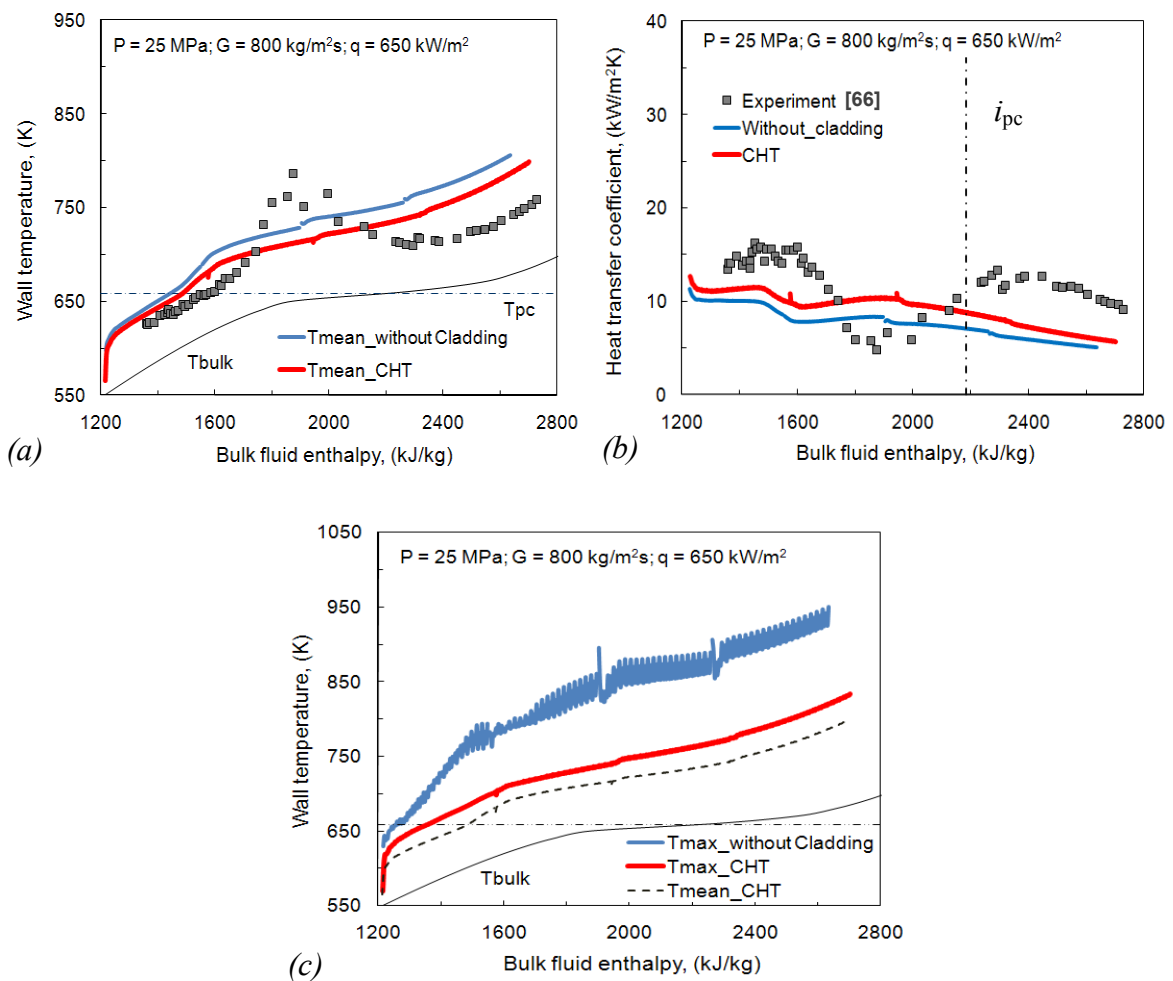 950
850
750
650
550
Wall temperature, (K)
P = 25 MPa; G = 800 kg/m²s; q = 650 kW/m²
Tpc
Tbulk
Tmean_without Cladding
Tmean_CHT
1200 1600 2000 2400 2800
Bulk fluid enthalpy, (kJ/kg)
(a)
40
35
30
25
20
15
10
5
0
Heat transfer coefficient, (kW/m²K)
P = 25 MPa; G = 800 kg/m²s; q = 650 kW/m²
Experiment [66]
Without_cladding
CHT
ipc
1200 1600 2000 2400 2800
Bulk fluid enthalpy, (kJ/kg)
(b)
1050
950
850
750
650
550
Wall temperature, (K)
P = 25 MPa; G = 800 kg/m²s; q = 650 kW/m²
Tbulk
Tmax_without Cladding
Tmax_CHT
Tmean_CHT
1200 1600 2000 2400 2800
Bulk fluid enthalpy, (kJ/kg)
(c)